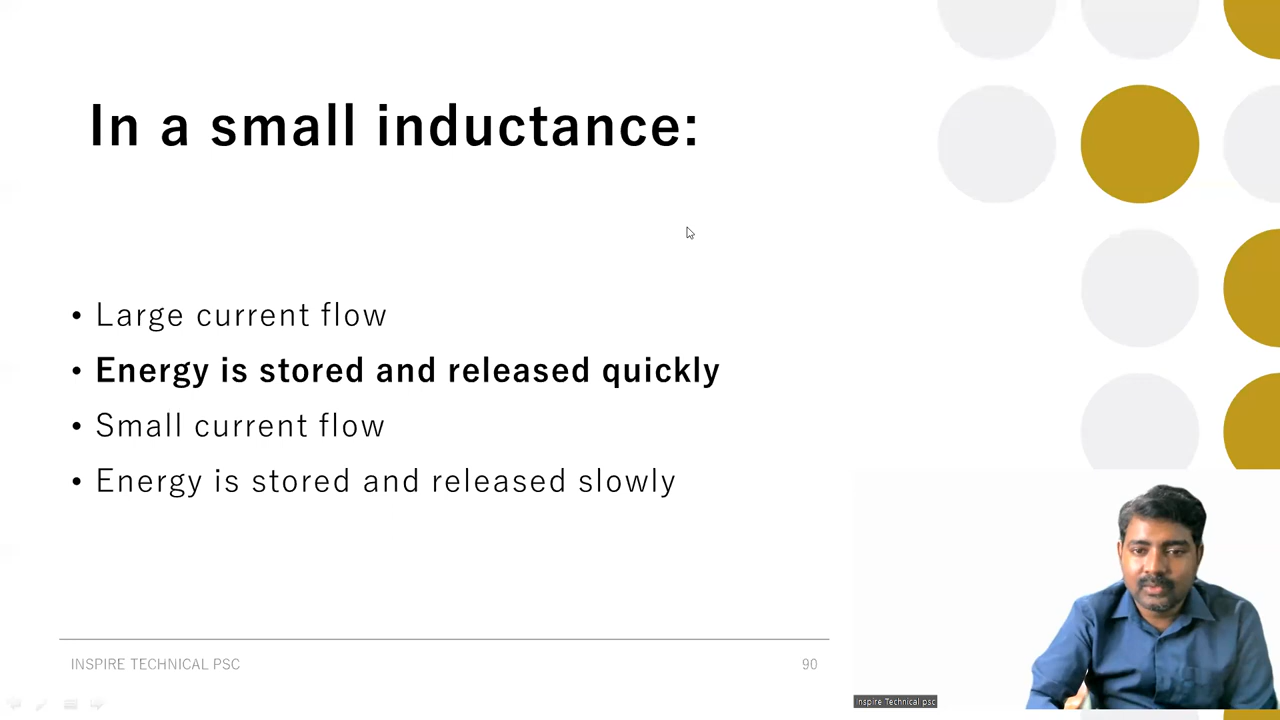 In a small inductance:
• Large current flow
• Energy is stored and released quickly
• Small current flow
• Energy is stored and released slowly
INSPIRE TECHNICAL PSC
90
Inspire Technical psc